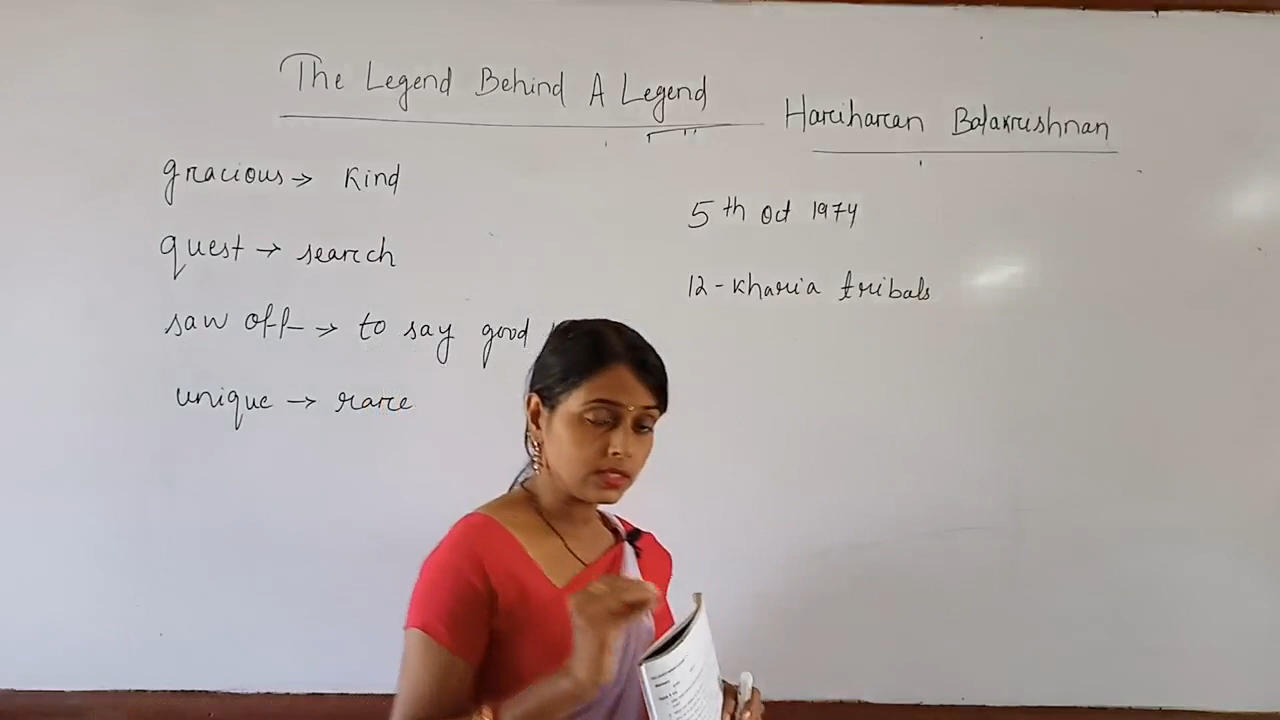 The Legend Behind A Legend
Hariharan Balakrishnan
gracious → kind
quest → search
saw off → to say good
unique → rare
5th Oct 1974
12 - Kharia tribals